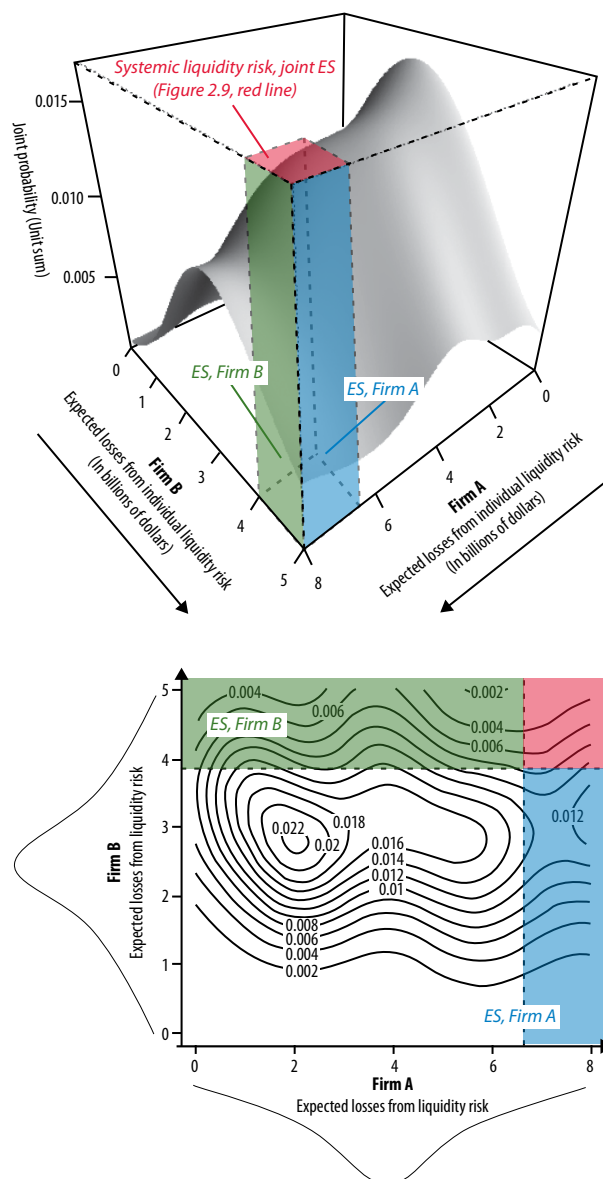 Systemic liquidity risk, joint ES
(Figure 2.9, red line)
0.015
0.010
0.005
Joint probability (Unit sum)
ES, Firm B
ES, Firm A
0
1
2
3
4
5
Expected losses from individual liquidity risk
Firm B
(In billions of dollars)
0
2
4
6
8
Firm A
Expected losses from individual liquidity risk
(In billions of dollars)
5
4
3
2
1
0
Firm B
Expected losses from liquidity risk
ES, Firm B
0.004
0.006
0.002
0.004
0.006
0.012
0.022
0.02
0.018
0.016
0.014
0.012
0.01
0.008
0.006
0.004
0.002
ES, Firm A
0
2
4
6
8
Firm A
Expected losses from liquidity risk